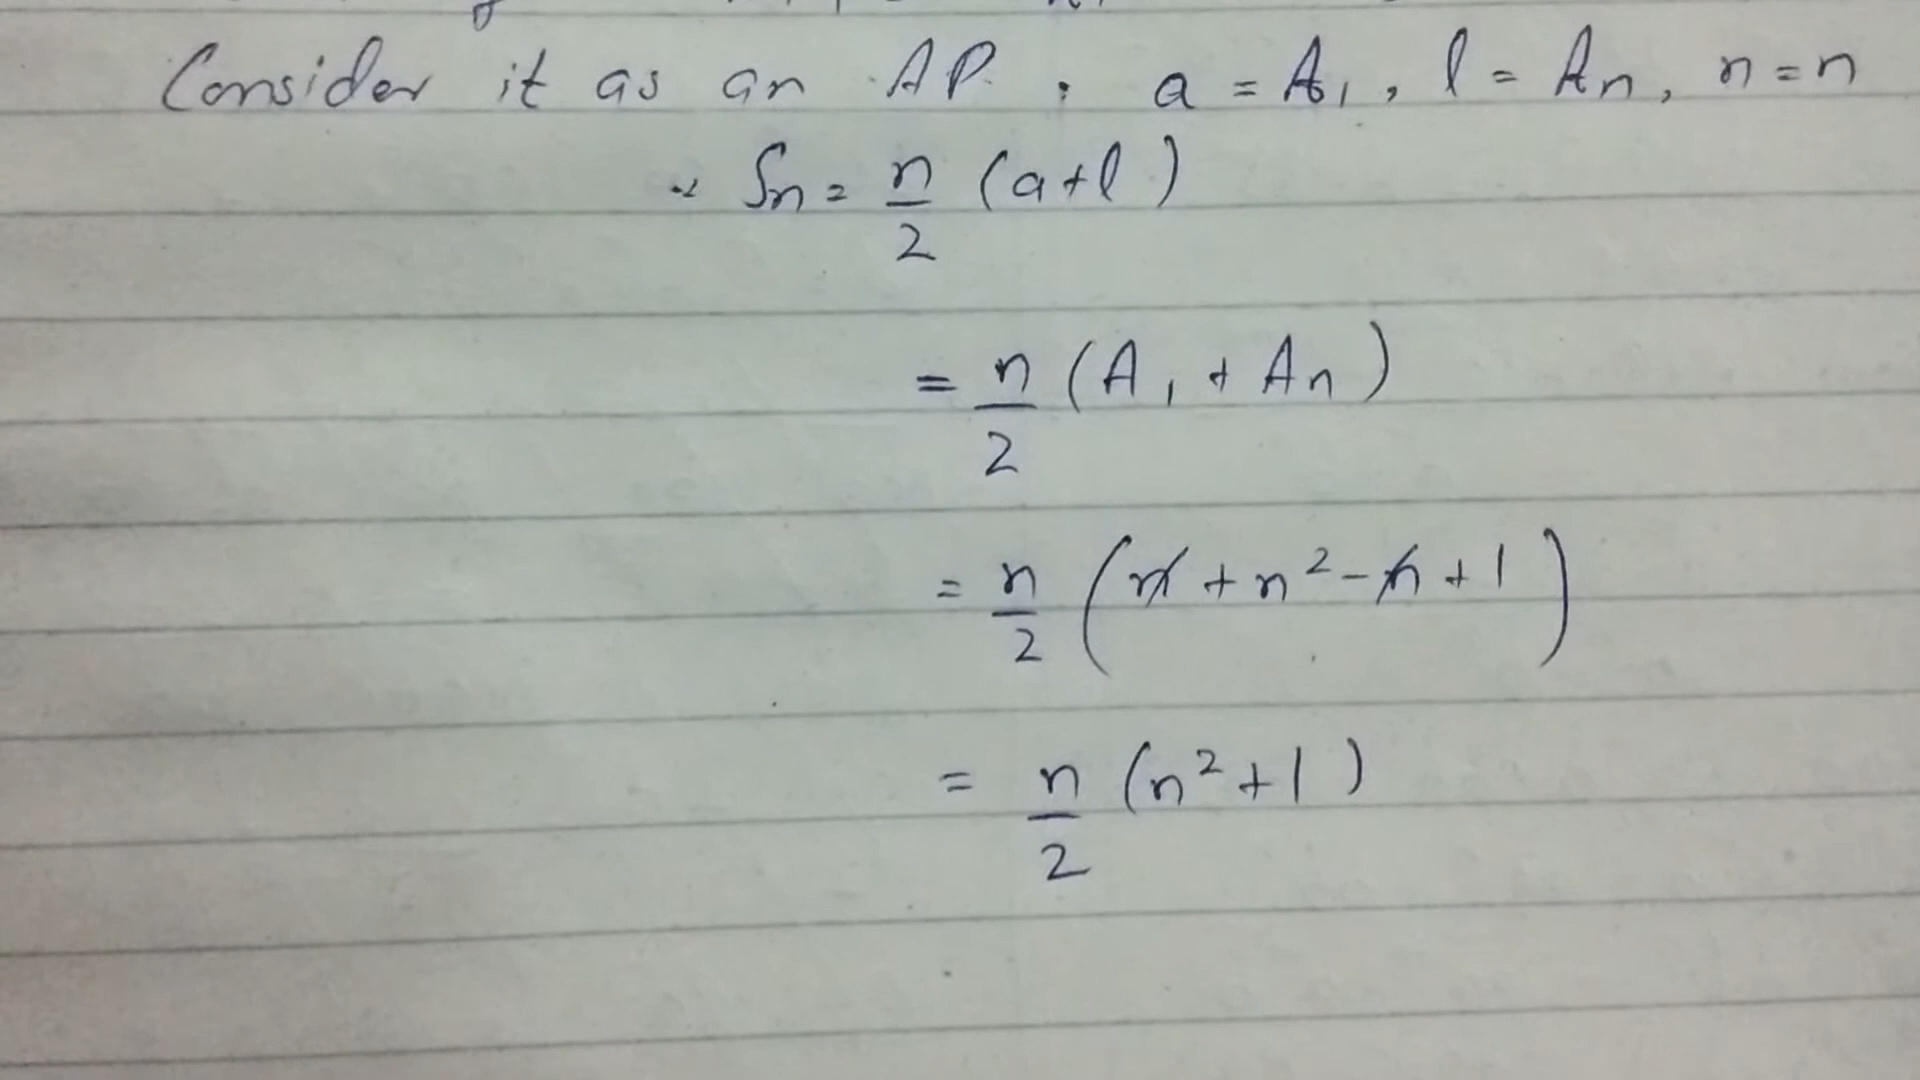 Consider it as an AP. : a = A₁, l = An, n = n
∴ Sn = n/2 (a+l)
= n/2 (A₁ + An)
= n/2 (n + n² - n + 1)
= n/2 (n² + 1)